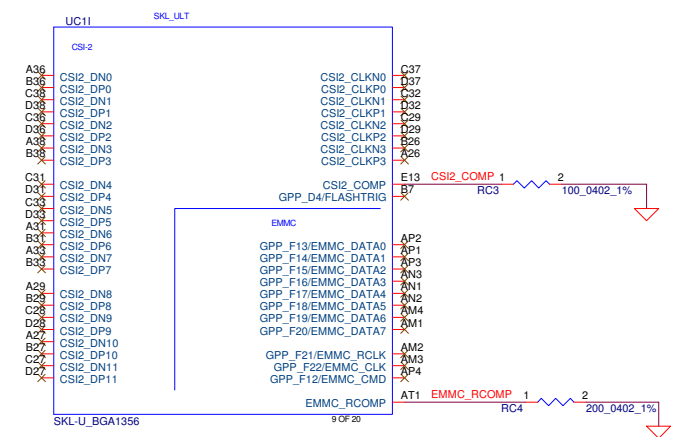 UC1I SKL_ULT
CSI-2
A36 CSI2_DN0 CSI2_CLKN0 C37
B36 CSI2_DP0 CSI2_CLKP0 D37
C38 CSI2_DN1 CSI2_CLKN1 C32
D38 CSI2_DP1 CSI2_CLKP1 D32
C36 CSI2_DN2 CSI2_CLKN2 C29
D36 CSI2_DP2 CSI2_CLKP2 D29
A38 CSI2_DN3 CSI2_CLKN3 B26
B38 CSI2_DP3 CSI2_CLKP3 A26
C31 CSI2_DN4 CSI2_COMP E13 CSI2_COMP 1 2
D31 CSI2_DP4 GPP_D4/FLASHTRIG B7 RC3 100_0402_1%
C33 CSI2_DN5
D33 CSI2_DP5 EMMC
A31 CSI2_DN6
B31 CSI2_DP6 GPP_F13/EMMC_DATA0 AP2
A33 CSI2_DN7 GPP_F14/EMMC_DATA1 AP1
B33 CSI2_DP7 GPP_F15/EMMC_DATA2 AP3
GPP_F16/EMMC_DATA3 AN3
A29 CSI2_DN8 GPP_F17/EMMC_DATA4 AN1
B29 CSI2_DP8 GPP_F18/EMMC_DATA5 AN2
C28 CSI2_DN9 GPP_F19/EMMC_DATA6 AM4
D28 CSI2_DP9 GPP_F20/EMMC_DATA7 AM1
A27 CSI2_DN10
B27 CSI2_DP10 GPP_F21/EMMC_RCLK AM2
C27 CSI2_DN11 GPP_F22/EMMC_CLK AM3
D27 CSI2_DP11 GPP_F12/EMMC_CMD AP4
EMMC_RCOMP AT1 EMMC_RCOMP 1 2
RC4 200_0402_1%
SKL-U_BGA1356 9 OF 20